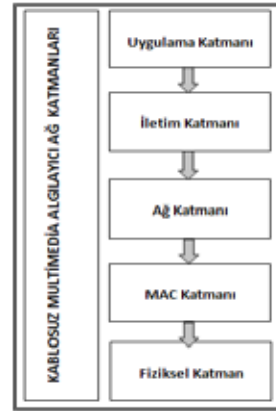 KABLOSUZ MULTİMEDİA ALGILAYICI AĞ KATMANLARI
Uygulama Katmanı
İletim Katmanı
Ağ Katmanı
MAC Katmanı
Fiziksel Katman